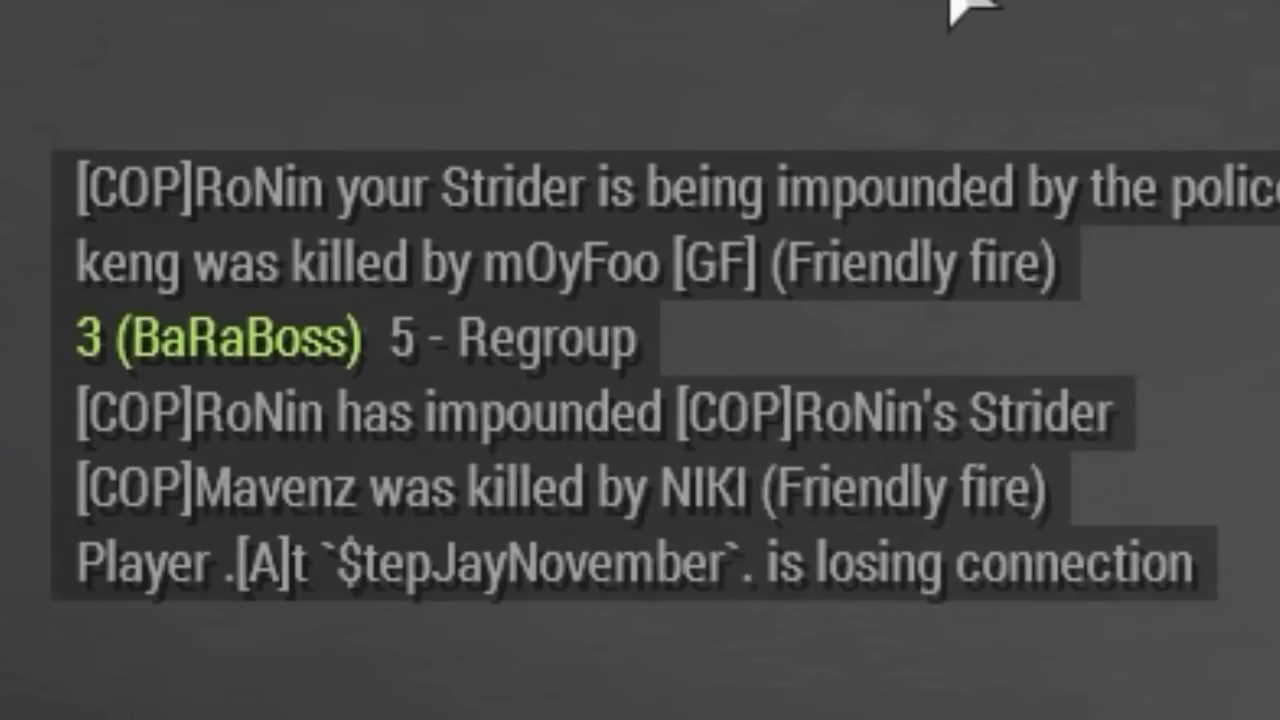 [COP]RoNin your Strider is being impounded by the
keng was killed by mOyFoo [GF] (Friendly fire)
3 (BaRaBoss) 5 - Regroup
[COP]RoNin has impounded [COP]RoNin's Strider
[COP]Mavenz was killed by NIKI (Friendly fire)
Player .[A]t `$tepJayNovember`. is losing connection